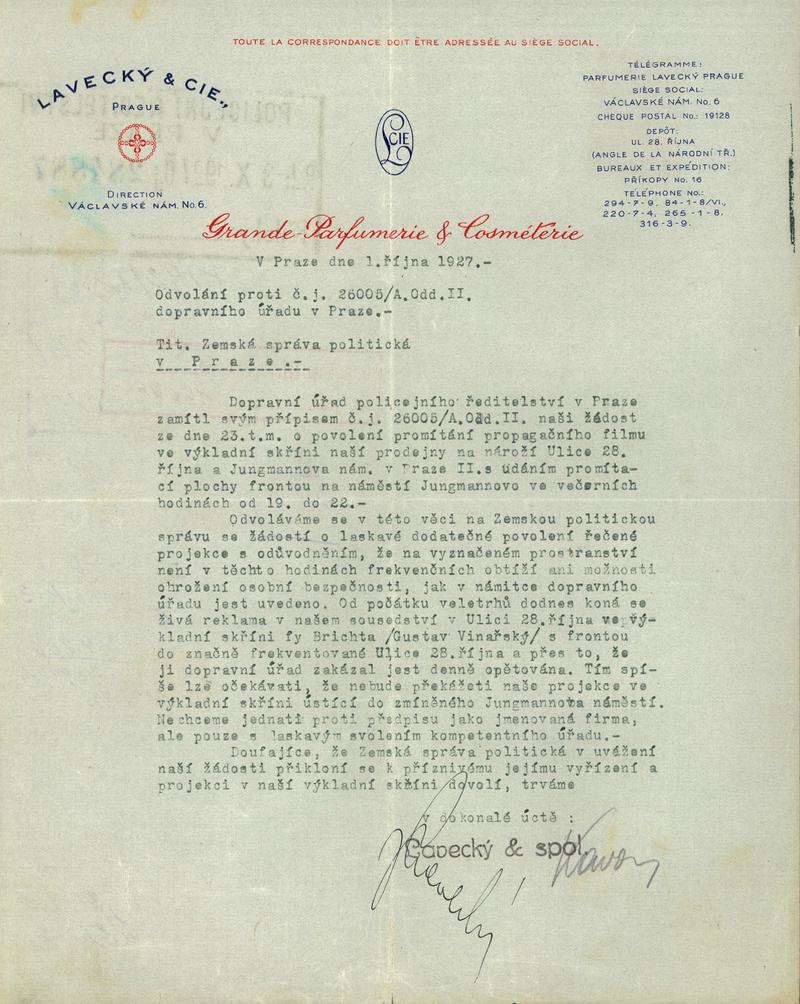 TOUTE LA CORRESPONDANCE DOIT ÊTRE ADRESSÉE AU SIÈGE SOCIAL.
LAVECKÝ & CIE.,
PRAGUE
DIRECTION
VÁCLAVSKÉ NÁM. No. 6.
L CIE
TÉLÉGRAMME:
PARFUMERIE LAVECKÝ PRAGUE
SIÈGE SOCIAL:
VÁCLAVSKÉ NÁM. No. 6
CHEQUE POSTAL No.: 19128
DEPÔT:
UL. 28. ŘÍJNA
(ANGLE DE LA NÁRODNÍ TŘ.)
BUREAUX ET EXPÉDITION:
PŘÍKOPY No. 16
TELÉPHONE No.:
294-7-9, 84-1-8/VI.,
220-7-4, 265-1-8,
316-3-9.
Grande-Parfumerie & Cosméterie
V Praze dne 1.října 1927.-
Odvolání proti č.j. 26005/A.Odd.II.
dopravního úřadu v Praze.-
Tit. Zemská správa politická
v P r a z e .-
Dopravní úřad policejního ředitelství v Praze
zamítl svým přípisem č.j. 26005/A.Odd.II. naši žádost
ze dne 23.t.m. o povolení promítání propagačního filmu
ve výkladní skříni naší prodejny na nároží Ulice 28.
října a Jungmannova nám. v Praze II.s udáním promíta-
cí plochy frontou na náměstí Jungmannovo ve večerních
hodinách od 19. do 22.-
Odvoláváme se v této věci na Zemskou politickou
správu se žádostí o laskavé dodatečné povolení řečené
projekce s odůvodněním, že na vyznačeném prostranství
není v těchto hodinách frekvenčních obtíží ani možnosti
ohrožení osobní bezpečnosti, jak v námitce dopravního
úřadu jest uvedeno. Od počátku veletrhů dodnes koná se
živá reklama v našem sousedství v Ulici 28.října ve vý-
kladní skříni fy Brichta /Gustav Vinařský/ s frontou
do značně frekventované Ulice 28.října a přes to, že
ji dopravní úřad zakázal jest denně opětována. Tím spí-
še lze očekávati, že nebude překážeti naše projekce ve
výkladní skříni ústící do zmíněného Jungmannova náměstí.
Nechceme jednati proti předpisu jako jmenovaná firma,
ale pouze s laskavým svolením kompetentního úřadu.-
Doufajíce, že Zemská správa politická v uvážení
naší žádosti přikloní se k příznivému jejímu vyřízení a
projekci v naší výkladní skříni dovolí, trváme
v dokonalé úctě :
Lavecký & spol.